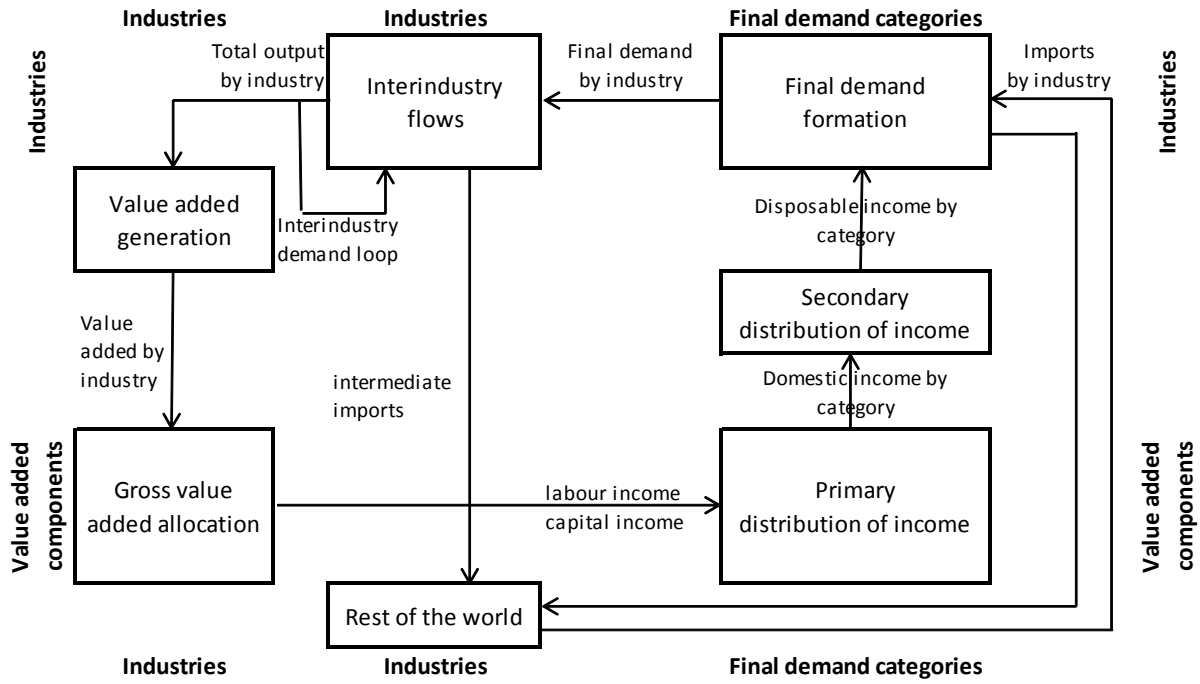 Industries
Industries
Final demand categories
Industries
Total output
by industry
Interindustry
flows
Final demand
by industry
Final demand
formation
Imports
by industry
Industries
Value added
generation
Interindustry
demand loop
Disposable income by
category
Secondary
distribution of income
Value
added by
industry
intermediate
imports
Domestic income by
category
Value added
components
Gross value
added allocation
labour income
capital income
Primary
distribution of income
Value added
components
Rest of the world
Industries
Industries
Final demand categories